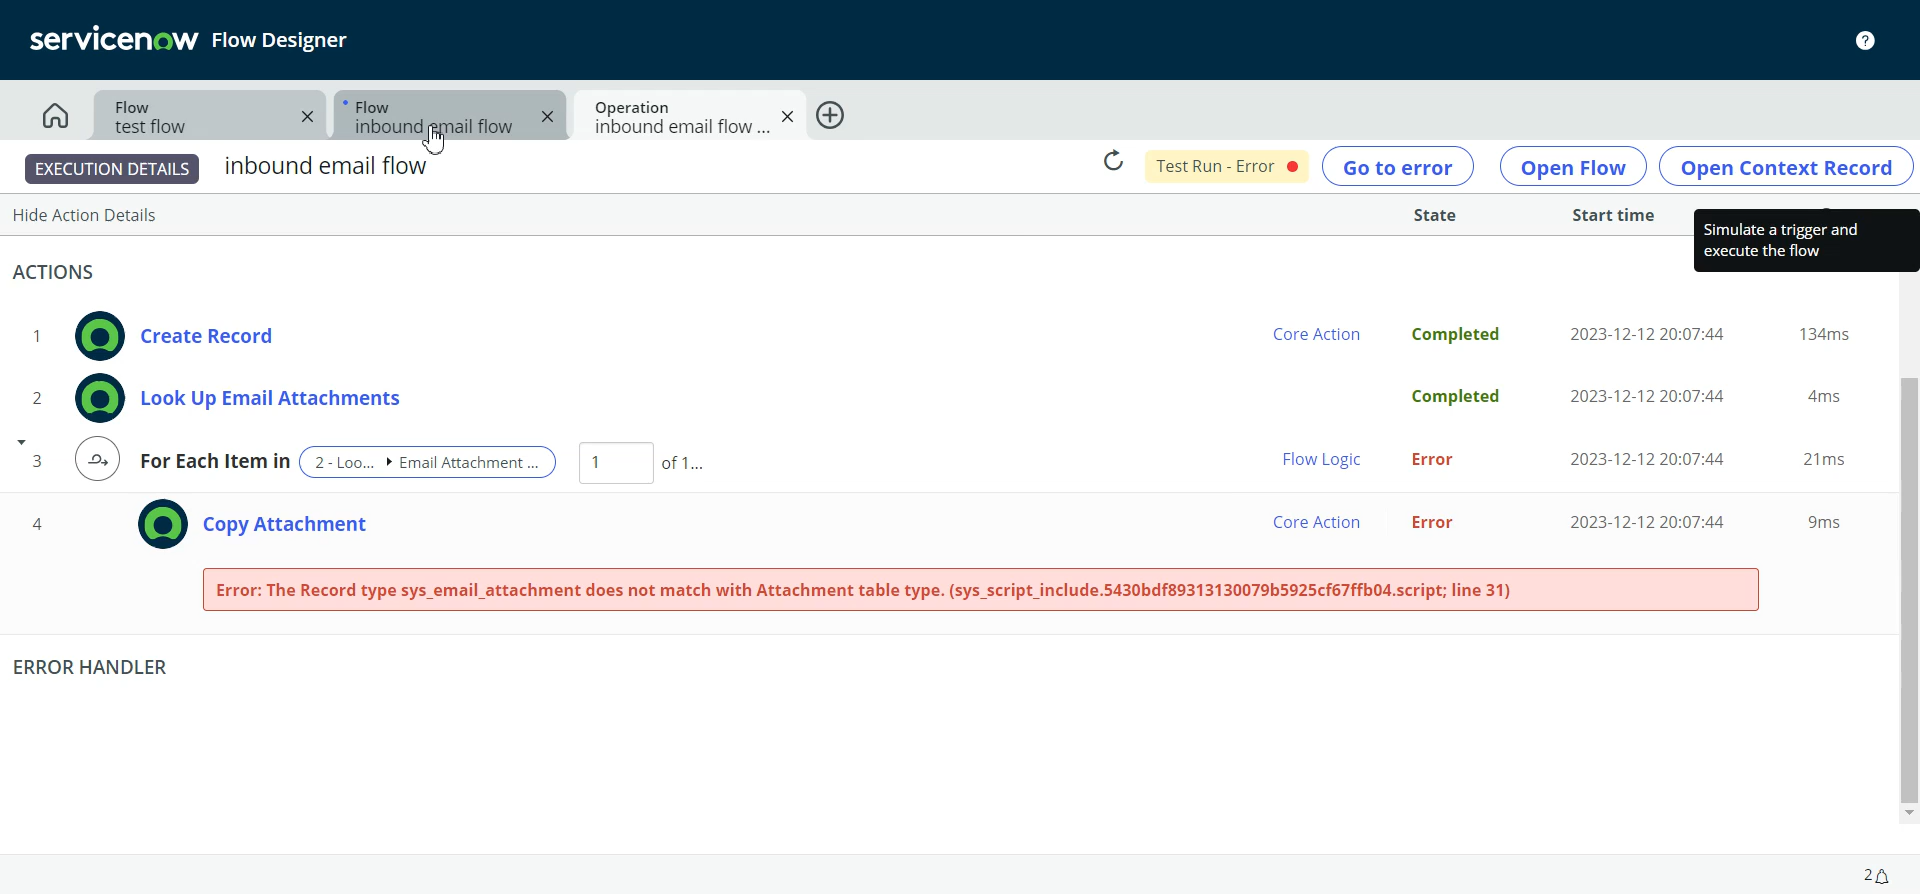 servicenow Flow Designer
?
Flow
test flow
Flow
inbound email flow
Operation
inbound email flow ...
EXECUTION DETAILS
inbound email flow
Test Run - Error
Go to error
Open Flow
Open Context Record
Hide Action Details
State
Start time
Simulate a trigger and
execute the flow
ACTIONS
1 Create Record Core Action Completed 2023-12-12 20:07:44 134ms
2 Look Up Email Attachments Completed 2023-12-12 20:07:44 4ms
3 For Each Item in 2 - Loo... Email Attachment ... 1 of 1... Flow Logic Error 2023-12-12 20:07:44 21ms
4 Copy Attachment Core Action Error 2023-12-12 20:07:44 9ms
Error: The Record type sys_email_attachment does not match with Attachment table type. (sys_script_include.5430bdf89313130079b5925cf67ffb04.script; line 31)
ERROR HANDLER
2